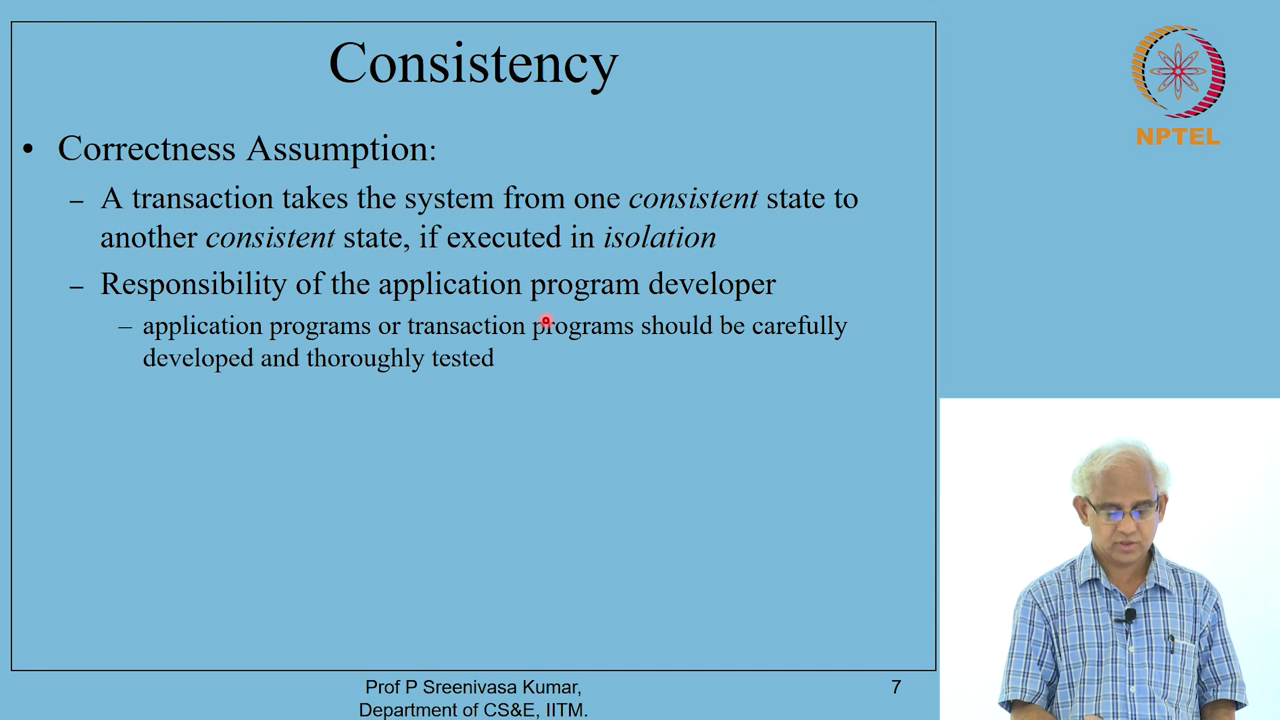 Consistency
• Correctness Assumption:
– A transaction takes the system from one consistent state to
another consistent state, if executed in isolation
– Responsibility of the application program developer
– application programs or transaction programs should be carefully
developed and thoroughly tested
Prof P Sreenivasa Kumar,
Department of CS&E, IITM.
7
NPTEL